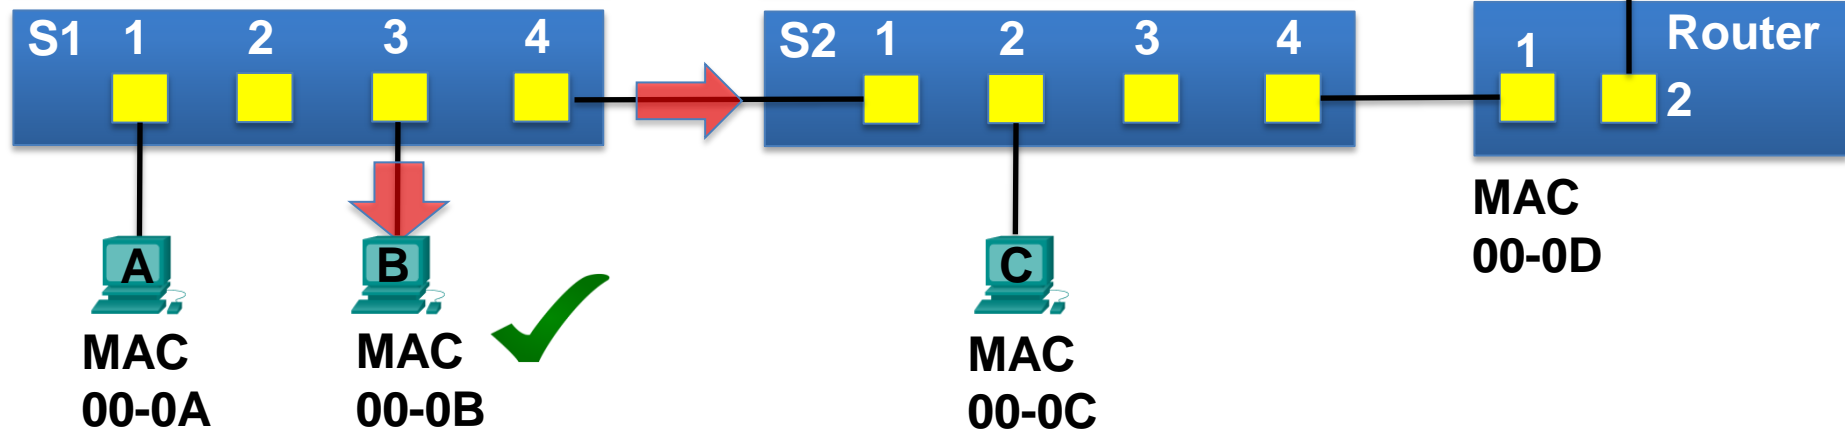 S1 1 2 3 4
S2 1 2 3 4
1 Router
2
A
B
C
MAC
00-0A
MAC
00-0B
MAC
00-0C
MAC
00-0D